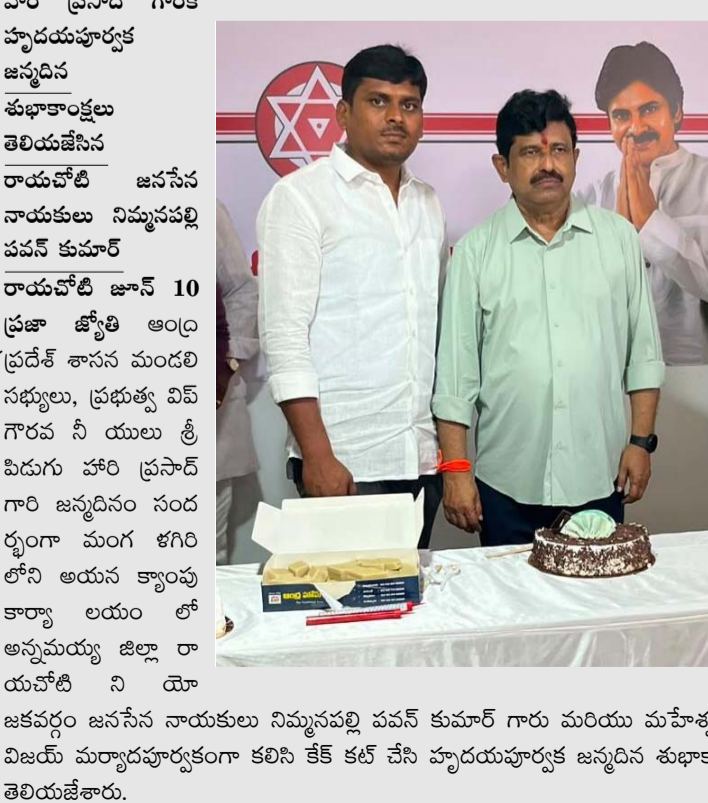 హరి ప్రసాద్ గారికి
హృదయపూర్వక
జన్మదిన
శుభాకాంక్షలు
తెలియజేసిన
రాయచోటి జనసేన
నాయకులు నిమ్మనపల్లి
పవన్ కుమార్
రాయచోటి జూన్ 10
ప్రజా జ్యోతి ఆంధ్ర
ప్రదేశ్ శాసన మండలి
సభ్యులు, ప్రభుత్వ విప్
గౌరవ నీ యులు శ్రీ
పిడుగు హరి ప్రసాద్
గారి జన్మదినం సంద
ర్భంగా మంగ ళగిరి
లోని అయన క్యాంపు
కార్యా లయం లో
అన్నమయ్య జిల్లా రా
యచోటి ని యో
జకవర్గం జనసేన నాయకులు నిమ్మనపల్లి పవన్ కుమార్ గారు మరియు
విజయ్ మర్యాదపూర్వకంగా కలిసి కేక్ కట్ చేసి హృదయపూర్వక జన్మదిన
తెలియజేశారు.